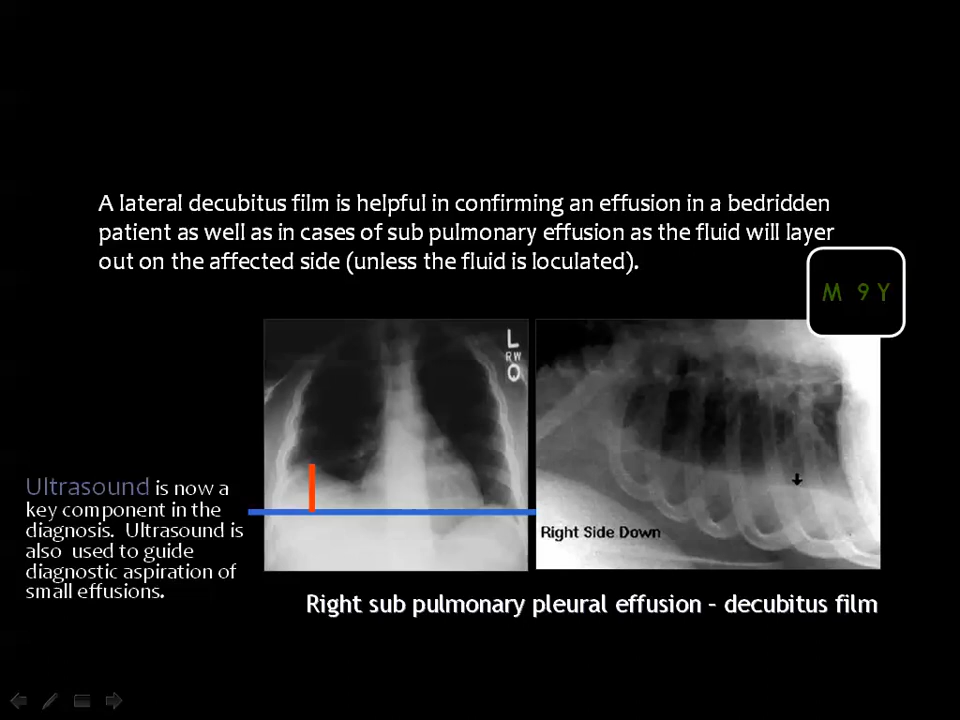 A lateral decubitus film is helpful in confirming an effusion in a bedridden
patient as well as in cases of sub pulmonary effusion as the fluid will layer
out on the affected side (unless the fluid is loculated).
M 9 Y
L
RW
O
Ultrasound is now a
key component in the
diagnosis. Ultrasound is
also used to guide
diagnostic aspiration of
small effusions.
Right Side Down
Right sub pulmonary pleural effusion – decubitus film